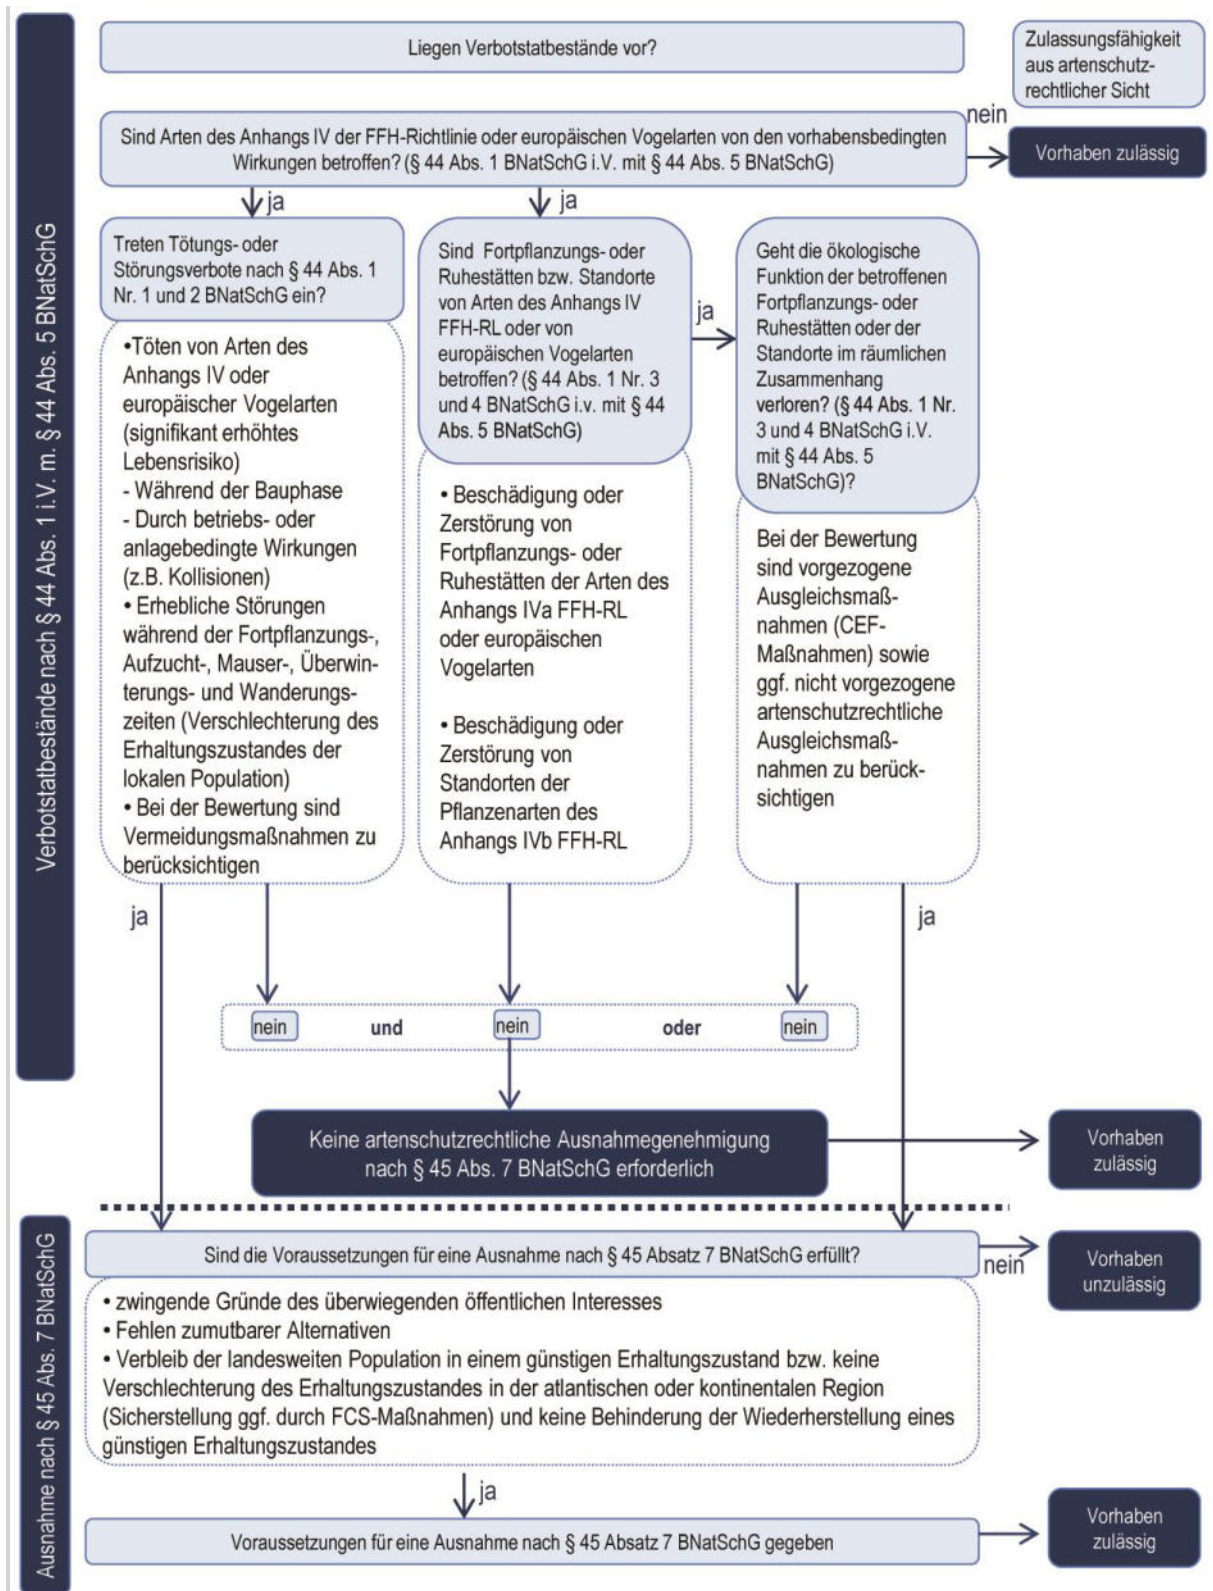 Liegen Verbotstatbestände vor?
Zulassungsfähigkeit
aus artenschutz-
rechtlicher Sicht
Sind Arten des Anhangs IV der FFH-Richtlinie oder europäischen Vogelarten von den vorhabensbedingten
Wirkungen betroffen? (§ 44 Abs. 1 BNatSchG i.V. mit § 44 Abs. 5 BNatSchG)
nein
Vorhaben zulässig
ja
ja
Verbotstatbestände nach § 44 Abs. 1 i.V. m. § 44 Abs. 5 BNatSchG
Treten Tötungs- oder
Störungsverbote nach § 44 Abs. 1
Nr. 1 und 2 BNatSchG ein?
•Töten von Arten des
Anhangs IV oder
europäischer Vogelarten
(signifikant erhöhtes
Lebensrisiko)
- Während der Bauphase
- Durch betriebs- oder
anlagebedingte Wirkungen
(z.B. Kollisionen)
• Erhebliche Störungen
während der Fortpflanzungs-,
Aufzucht-, Mauser-, Überwin-
terungs- und Wanderungs-
zeiten (Verschlechterung des
Erhaltungszustandes der
lokalen Population)
• Bei der Bewertung sind
Vermeidungsmaßnahmen zu
berücksichtigen
Sind Fortpflanzungs- oder
Ruhestätten bzw. Standorte
von Arten des Anhangs IV
FFH-RL oder von
europäischen Vogelarten
betroffen? (§ 44 Abs. 1 Nr. 3
und 4 BNatSchG i.v. mit § 44
Abs. 5 BNatSchG)
• Beschädigung oder
Zerstörung von
Fortpflanzungs- oder
Ruhestätten der Arten des
Anhangs IVa FFH-RL
oder europäischen
Vogelarten
• Beschädigung oder
Zerstörung von
Standorten der
Pflanzenarten des
Anhangs IVb FFH-RL
ja
Geht die ökologische
Funktion der betroffenen
Fortpflanzungs- oder
Ruhestätten oder der
Standorte im räumlichen
Zusammenhang
verloren? (§ 44 Abs. 1 Nr.
3 und 4 BNatSchG i.V.
mit § 44 Abs. 5
BNatSchG)?
Bei der Bewertung
sind vorgezogene
Ausgleichsmaß-
nahmen (CEF-
Maßnahmen) sowie
ggf. nicht vorgezogene
artenschutzrechtliche
Ausgleichsmaß-
nahmen zu berück-
sichtigen
ja
ja
nein und nein oder nein
Keine artenschutzrechtliche Ausnahmegenehmigung
nach § 45 Abs. 7 BNatSchG erforderlich
Vorhaben
zulässig
Ausnahme nach § 45 Abs. 7 BNatSchG
Sind die Voraussetzungen für eine Ausnahme nach § 45 Absatz 7 BNatSchG erfüllt?
nein
Vorhaben
unzulässig
• zwingende Gründe des überwiegenden öffentlichen Interesses
• Fehlen zumutbarer Alternativen
• Verbleib der landesweiten Population in einem günstigen Erhaltungszustand bzw. keine
Verschlechterung des Erhaltungszustandes in der atlantischen oder kontinentalen Region
(Sicherstellung ggf. durch FCS-Maßnahmen) und keine Behinderung der Wiederherstellung eines
günstigen Erhaltungszustandes
ja
Voraussetzungen für eine Ausnahme nach § 45 Absatz 7 BNatSchG gegeben
Vorhaben
zulässig